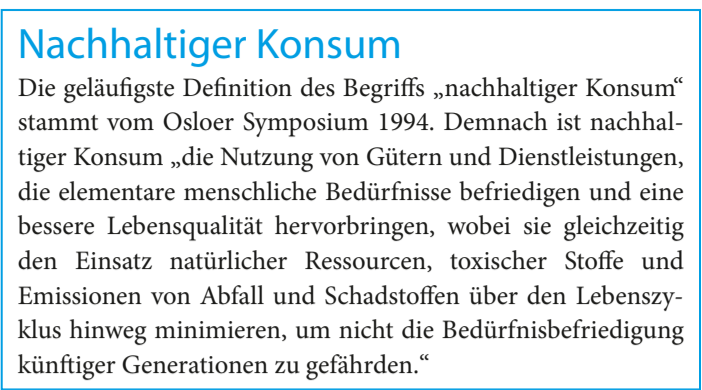 Nachhaltiger Konsum
Die geläufigste Definition des Begriffs „nachhaltiger Konsum“
stammt vom Osloer Symposium 1994. Demnach ist nachhal-
tiger Konsum „die Nutzung von Gütern und Dienstleistungen,
die elementare menschliche Bedürfnisse befriedigen und eine
bessere Lebensqualität hervorbringen, wobei sie gleichzeitig
den Einsatz natürlicher Ressourcen, toxischer Stoffe und
Emissionen von Abfall und Schadstoffen über den Lebenszy-
klus hinweg minimieren, um nicht die Bedürfnisbefriedigung
künftiger Generationen zu gefährden.“